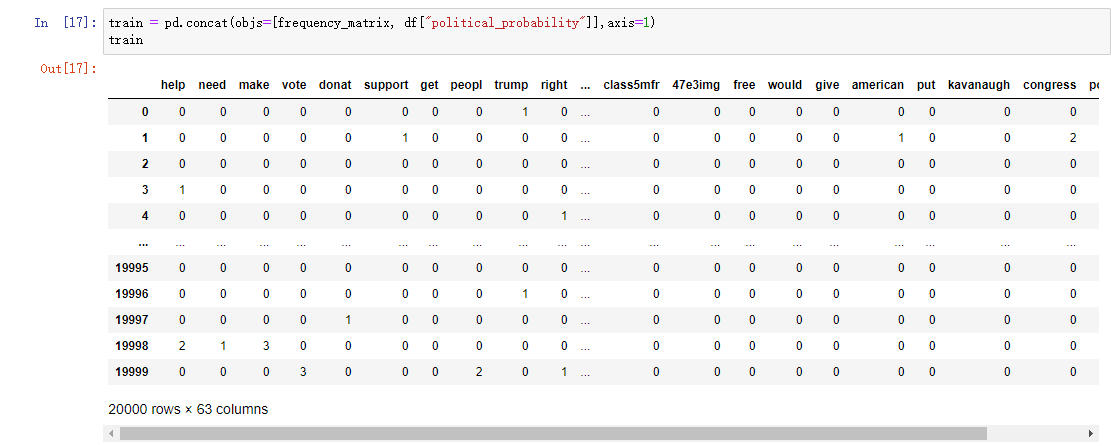 In [17]: train = pd.concat(objs=[frequency_matrix, df["political_probability"]],axis=1)
train
Out[17]:
help need make vote donat support get peopl trump right ... class5mfr 47e3img free would give american put kavanaugh congress po
0 0 0 0 0 0 0 0 0 1 0 ... 0 0 0 0 0 0 0 0 0
1 0 0 0 0 0 1 0 0 0 0 ... 0 0 0 0 0 1 0 0 2
2 0 0 0 0 0 0 0 0 0 0 ... 0 0 0 0 0 0 0 0 0
3 1 0 0 0 0 0 0 0 0 0 ... 0 0 0 0 0 0 0 0 0
4 0 0 0 0 0 0 0 0 0 1 ... 0 0 0 0 0 0 0 0 0
... ... ... ... ... ... ... ... ... ... ... ... ... ... ... ... ... ... ... ... ...
19995 0 0 0 0 0 0 0 0 0 0 ... 0 0 0 0 0 0 0 0 0
19996 0 0 0 0 0 0 0 0 1 0 ... 0 0 0 0 0 0 0 0 0
19997 0 0 0 0 1 0 0 0 0 0 ... 0 0 0 0 0 0 0 0 0
19998 2 1 3 0 0 0 0 0 0 0 ... 0 0 0 0 0 0 0 0 0
19999 0 0 0 3 0 0 0 2 0 1 ... 0 0 0 0 0 0 0 0 0
20000 rows × 63 columns